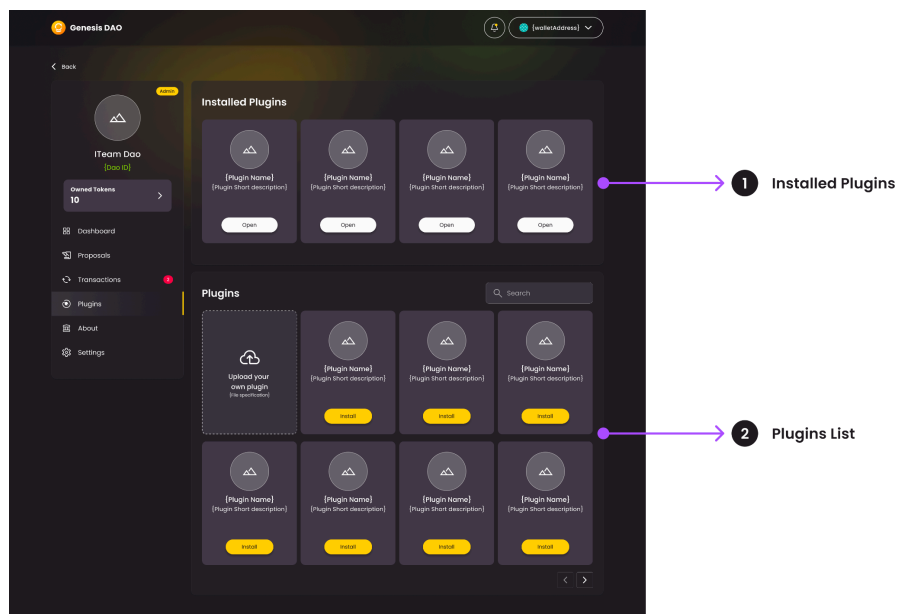 Genesis DAO
{walletAddress}
Back
Admin
ITeam Dao
{Dao ID}
Owned Tokens
10
Dashboard
Proposals
Transactions
2
Plugins
About
Settings
Installed Plugins
{Plugin Name}
{Plugin Short description}
Open
{Plugin Name}
{Plugin Short description}
Open
{Plugin Name}
{Plugin Short description}
Open
{Plugin Name}
{Plugin Short description}
Open
1 Installed Plugins
Plugins
Search
Upload your
own plugin
(File specification)
{Plugin Name}
{Plugin Short description}
Install
{Plugin Name}
{Plugin Short description}
Install
{Plugin Name}
{Plugin Short description}
Install
2 Plugins List
{Plugin Name}
{Plugin Short description}
Install
{Plugin Name}
{Plugin Short description}
Install
{Plugin Name}
{Plugin Short description}
Install
{Plugin Name}
{Plugin Short description}
Install